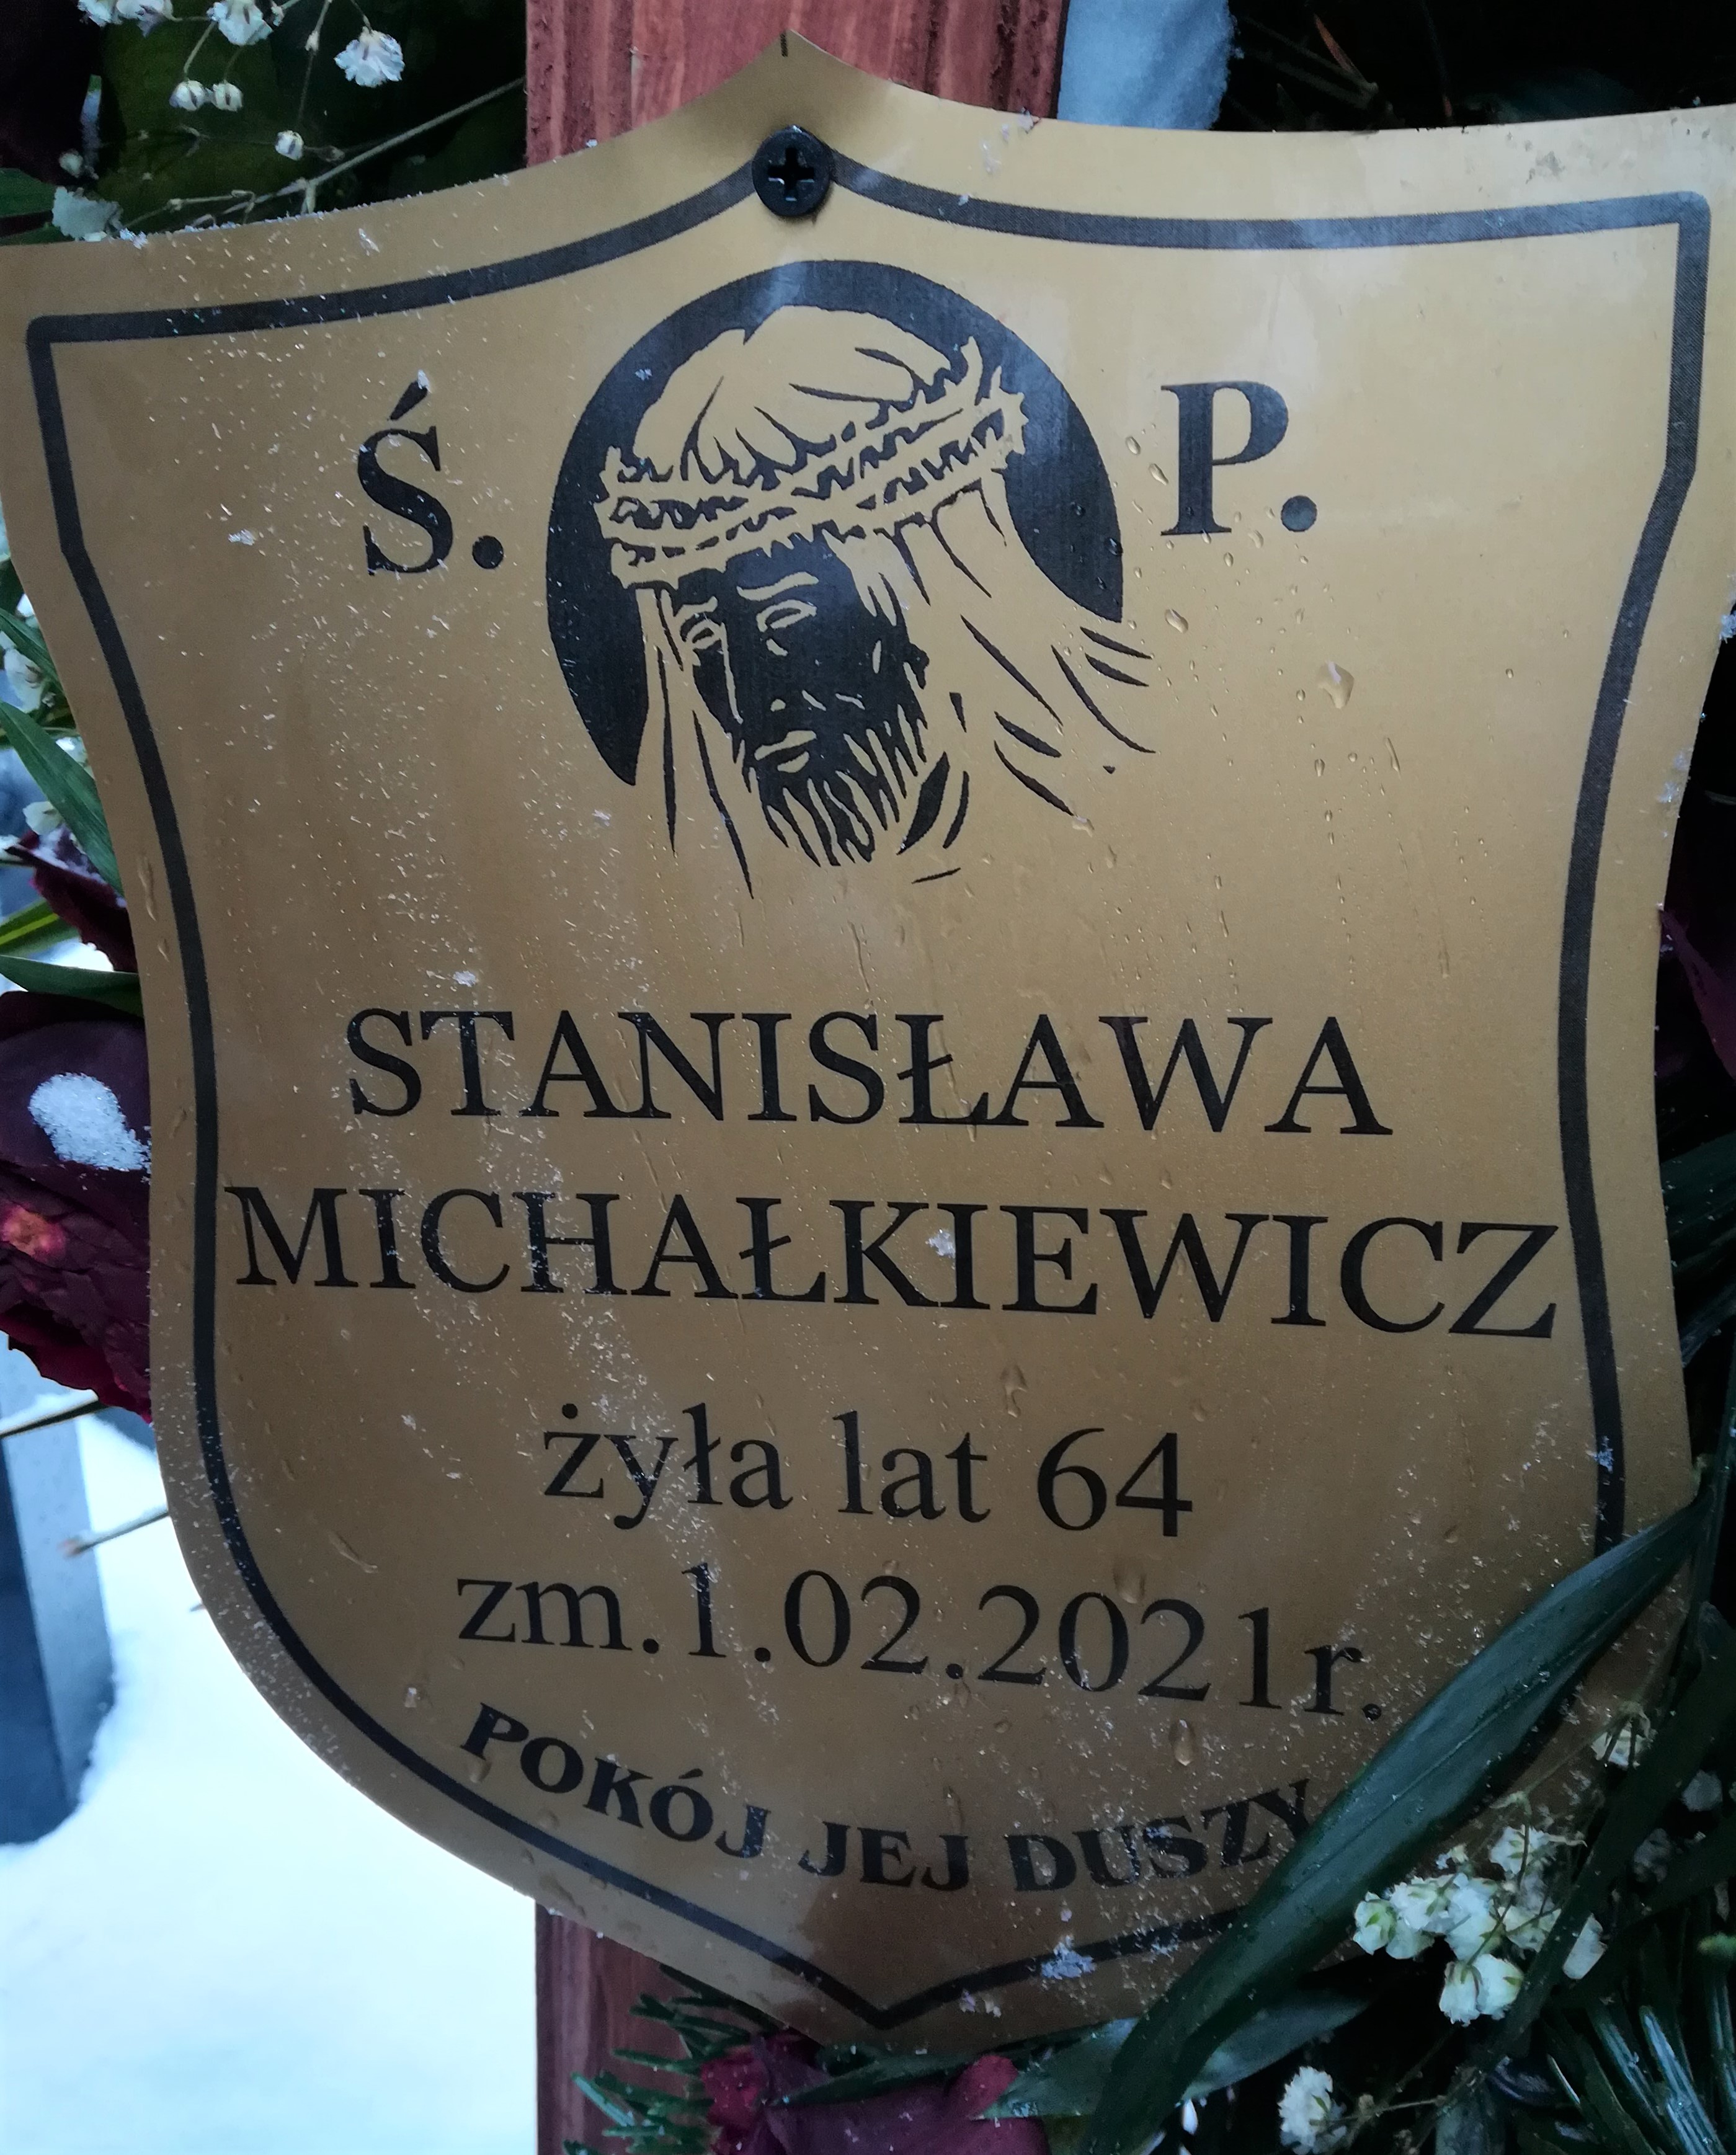 Ś. P.
STANISŁAWA
MICHAŁKIEWICZ
żyła lat 64
zm.1.02.2021r.
POKÓJ JEJ DUSZY